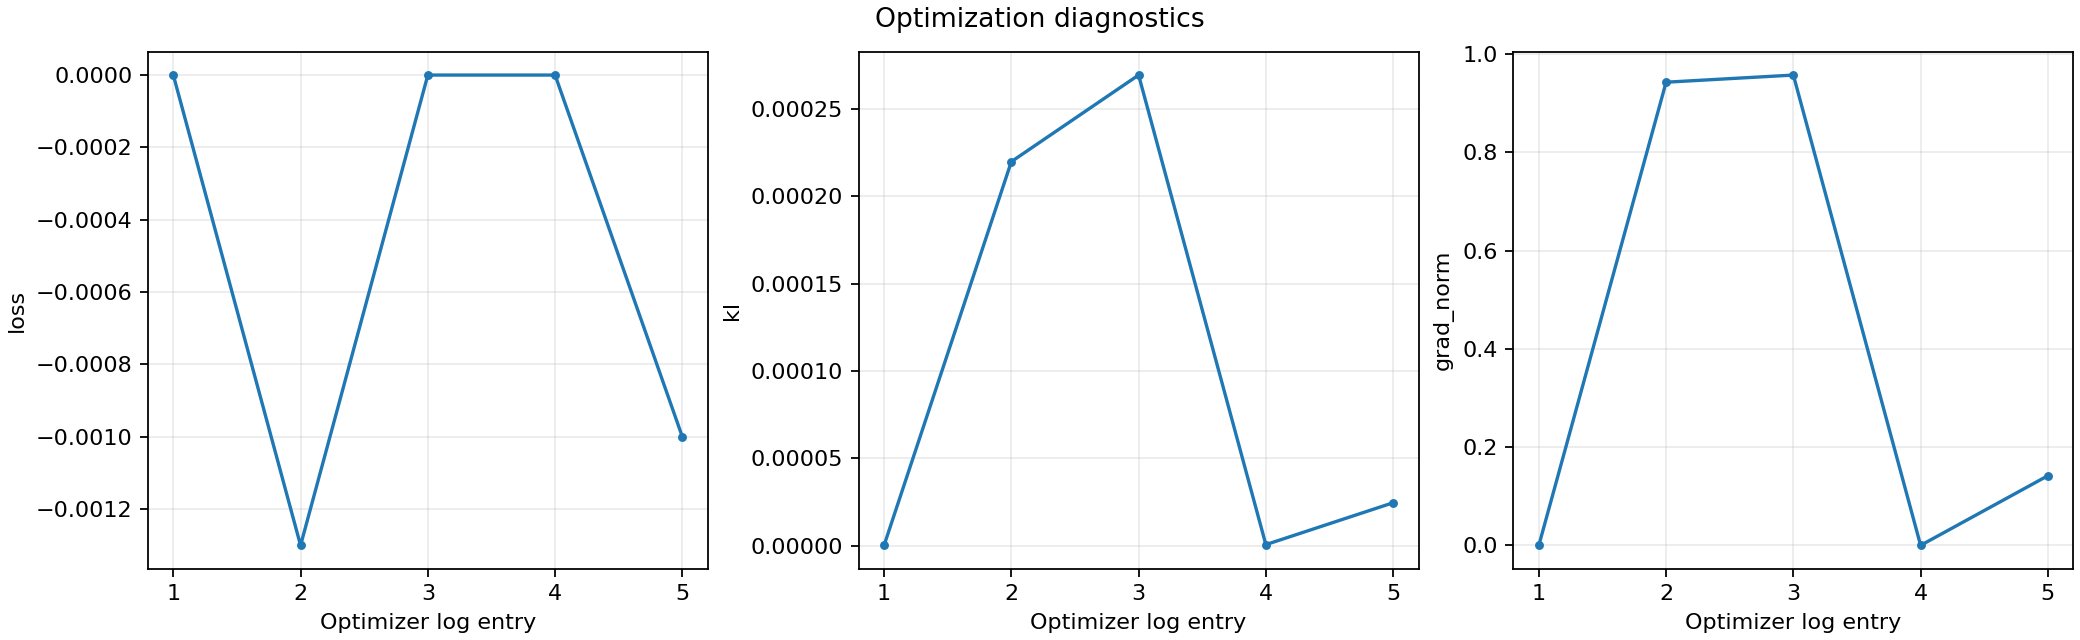 Optimization diagnostics
loss
0.0000
−0.0002
−0.0004
−0.0006
−0.0008
−0.0010
−0.0012
1 2 3 4 5
Optimizer log entry
kl
0.00025
0.00020
0.00015
0.00010
0.00005
0.00000
1 2 3 4 5
Optimizer log entry
grad_norm
1.0
0.8
0.6
0.4
0.2
0.0
1 2 3 4 5
Optimizer log entry